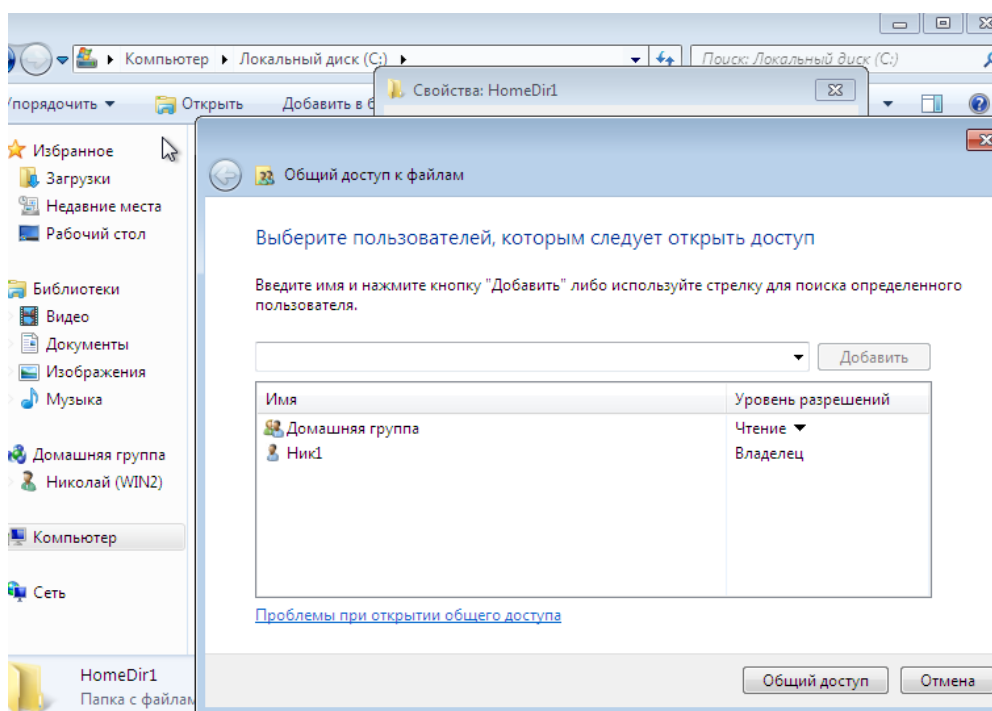 Компьютер Локальный диск (C:) Поиск: Локальный диск (C:)
Свойства: HomeDir1
порядочить Открыть Добавить в б
Общий доступ к файлам
Избранное
Загрузки
Недавние места
Рабочий стол
Библиотеки
Видео
Документы
Изображения
Музыка
Домашняя группа
Николай (WIN2)
Компьютер
Сеть
Выберите пользователей, которым следует открыть доступ
Введите имя и нажмите кнопку "Добавить" либо используйте стрелку для поиска определенного
пользователя.
Добавить
Имя Уровень разрешений
Домашняя группа Чтение
Ник1 Владелец
Проблемы при открытии общего доступа
Общий доступ Отмена
HomeDir1
Папка с файлам